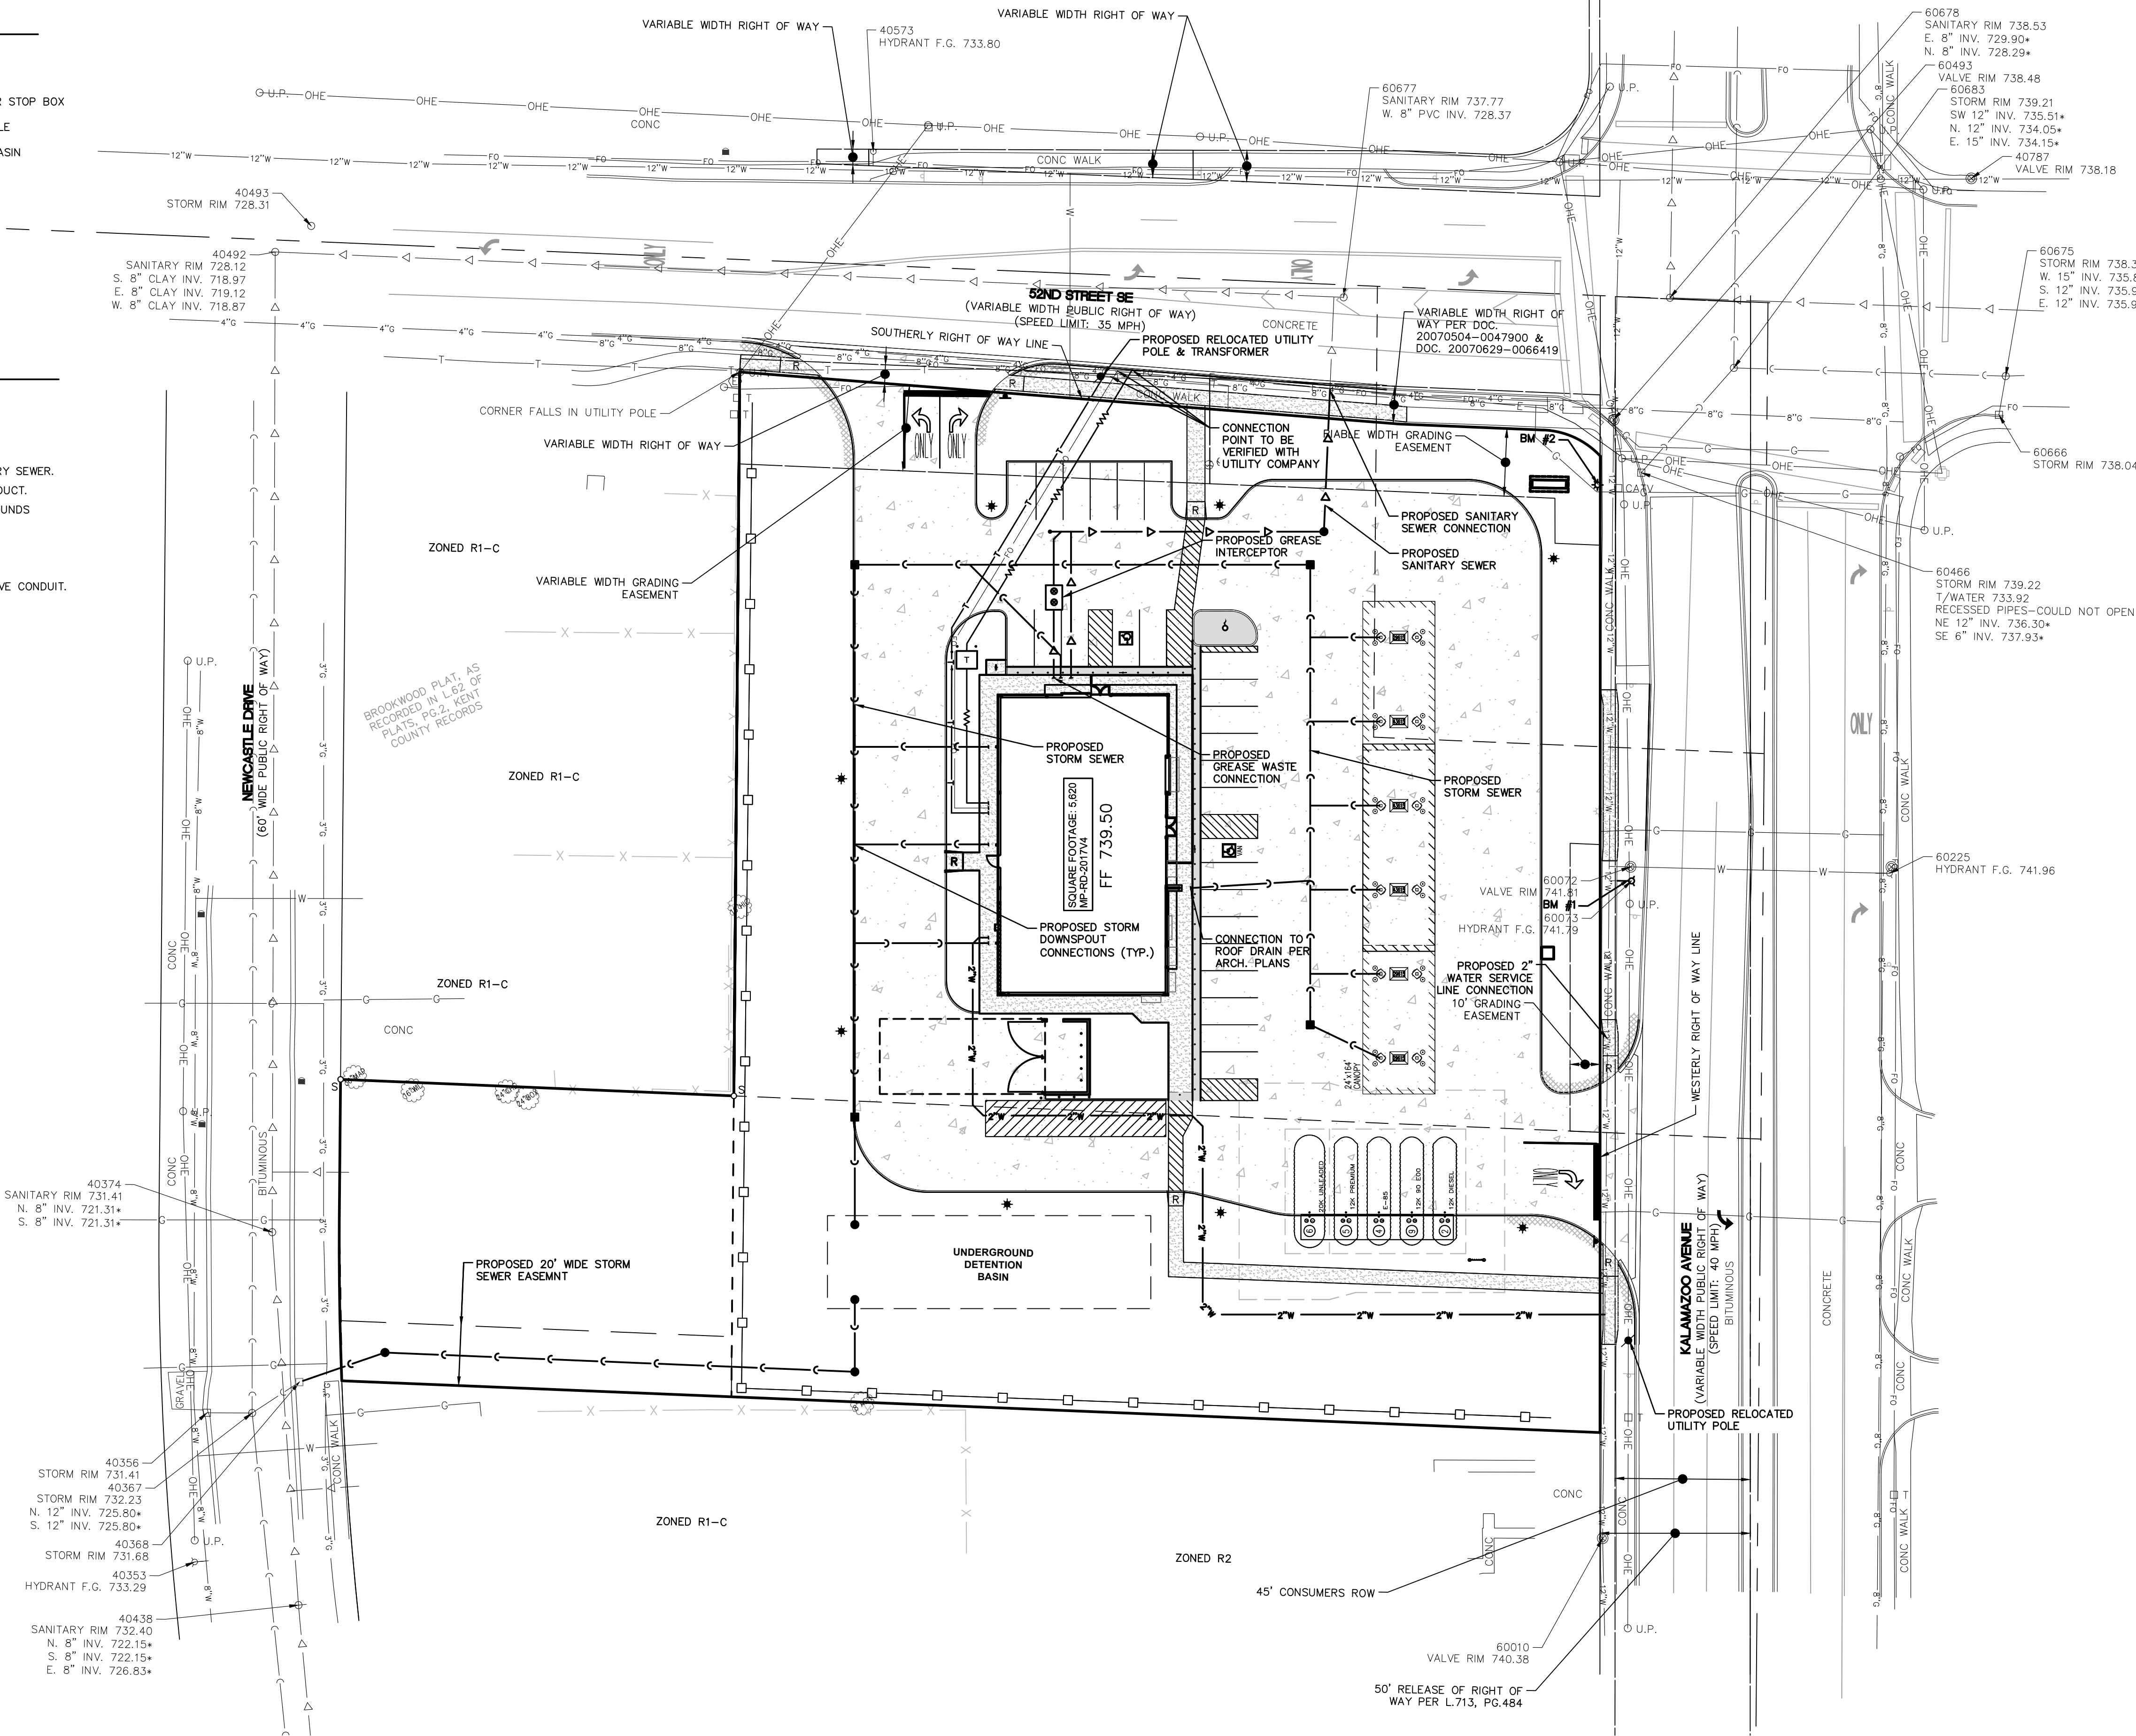 VARIABLE WIDTH RIGHT OF WAY
VARIABLE WIDTH RIGHT OF WAY
40573
HYDRANT F.G. 733.80
60678
SANITARY RIM 738.53
E. 8" INV. 729.90*
N. 8" INV. 728.29*
60493
VALVE RIM 738.48
60683
STORM RIM 739.21
SW 12" INV. 735.51*
N. 12" INV. 734.05*
E. 15" INV. 734.15*
40787
VALVE RIM 738.18
60677
SANITARY RIM 737.77
W. 8" PVC INV. 728.37
STOP BOX
CONC
CONC WALK
40493
STORM RIM 728.31
40492
SANITARY RIM 728.12
S. 8" CLAY INV. 718.97
E. 8" CLAY INV. 719.12
W. 8" CLAY INV. 718.87
60675
STORM RIM 738.3
W. 15" INV. 735.8
S. 12" INV. 735.9
E. 12" INV. 735.9
ONLY
ONLY
52ND STREET SE
(VARIABLE WIDTH PUBLIC RIGHT OF WAY)
(SPEED LIMIT: 35 MPH)
CONCRETE
SOUTHERLY RIGHT OF WAY LINE
PROPOSED RELOCATED UTILITY
POLE & TRANSFORMER
VARIABLE WIDTH RIGHT OF
WAY PER DOC.
20070504-0047900 &
DOC. 20070629-0066419
CORNER FALLS IN UTILITY POLE
VARIABLE WIDTH RIGHT OF WAY
CONC WALK
ONLY
ONLY
CONNECTION
POINT TO BE
VERIFIED WITH
UTILITY COMPANY
RIABLE WIDTH GRADING
EASEMENT
BM #2
CATV
60666
STORM RIM 738.04
RY SEWER.
DUCT.
OUNDS
VE CONDUIT.
ZONED R1-C
VARIABLE WIDTH GRADING
EASEMENT
PROPOSED GREASE
INTERCEPTOR
PROPOSED SANITARY
SEWER CONNECTION
PROPOSED
SANITARY SEWER
60466
STORM RIM 739.22
T/WATER 733.92
RECESSED PIPES-COULD NOT OPEN
NE 12" INV. 736.30*
SE 6" INV. 737.93*
NEWCASTLE DRIVE
(60' WIDE PUBLIC RIGHT OF WAY)
BROOKWOOD PLAT, AS
RECORDED IN L.62 OF
PLATS, PG.2, KENT
COUNTY RECORDS
ZONED R1-C
PROPOSED
STORM SEWER
PROPOSED
GREASE WASTE
CONNECTION
PROPOSED
STORM SEWER
ONLY
SQUARE FOOTAGE: 5,620
MP-RD-2017V4
FF 739.50
VAN
60072
VALVE RIM 741.81
BM #1
60073
HYDRANT F.G. 741.79
60225
HYDRANT F.G. 741.96
PROPOSED STORM
DOWNSPOUT
CONNECTIONS (TYP.)
CONNECTION TO
ROOF DRAIN PER
ARCH. PLANS
PROPOSED 2"
WATER SERVICE
LINE CONNECTION
10' GRADING
EASEMENT
WESTERLY RIGHT OF WAY LINE
ZONED R1-C
CONC
24'x164'
CANOPY
BITUMINOUS
40374
SANITARY RIM 731.41
N. 8" INV. 721.31*
S. 8" INV. 721.31*
20K UNLEADED
12K PREMIUM
E-85
12K 90 E00
12K DIESEL
PROPOSED 20' WIDE STORM
SEWER EASEMNT
UNDERGROUND
DETENTION
BASIN
KALAMAZOO AVENUE
(VARIABLE WIDTH PUBLIC RIGHT OF WAY)
(SPEED LIMIT: 40 MPH)
BITUMINOUS
CONCRETE
GRAVEL
CONC WALK
PROPOSED RELOCATED
UTILITY POLE
40356
STORM RIM 731.41
40367
STORM RIM 732.23
N. 12" INV. 725.80*
S. 12" INV. 725.80*
40368
STORM RIM 731.68
40353
HYDRANT F.G. 733.29
40438
SANITARY RIM 732.40
N. 8" INV. 722.15*
S. 8" INV. 722.15*
E. 8" INV. 726.83*
ZONED R1-C
ZONED R2
CONC
45' CONSUMERS ROW
60010
VALVE RIM 740.38
50' RELEASE OF RIGHT OF
WAY PER L.713, PG.484